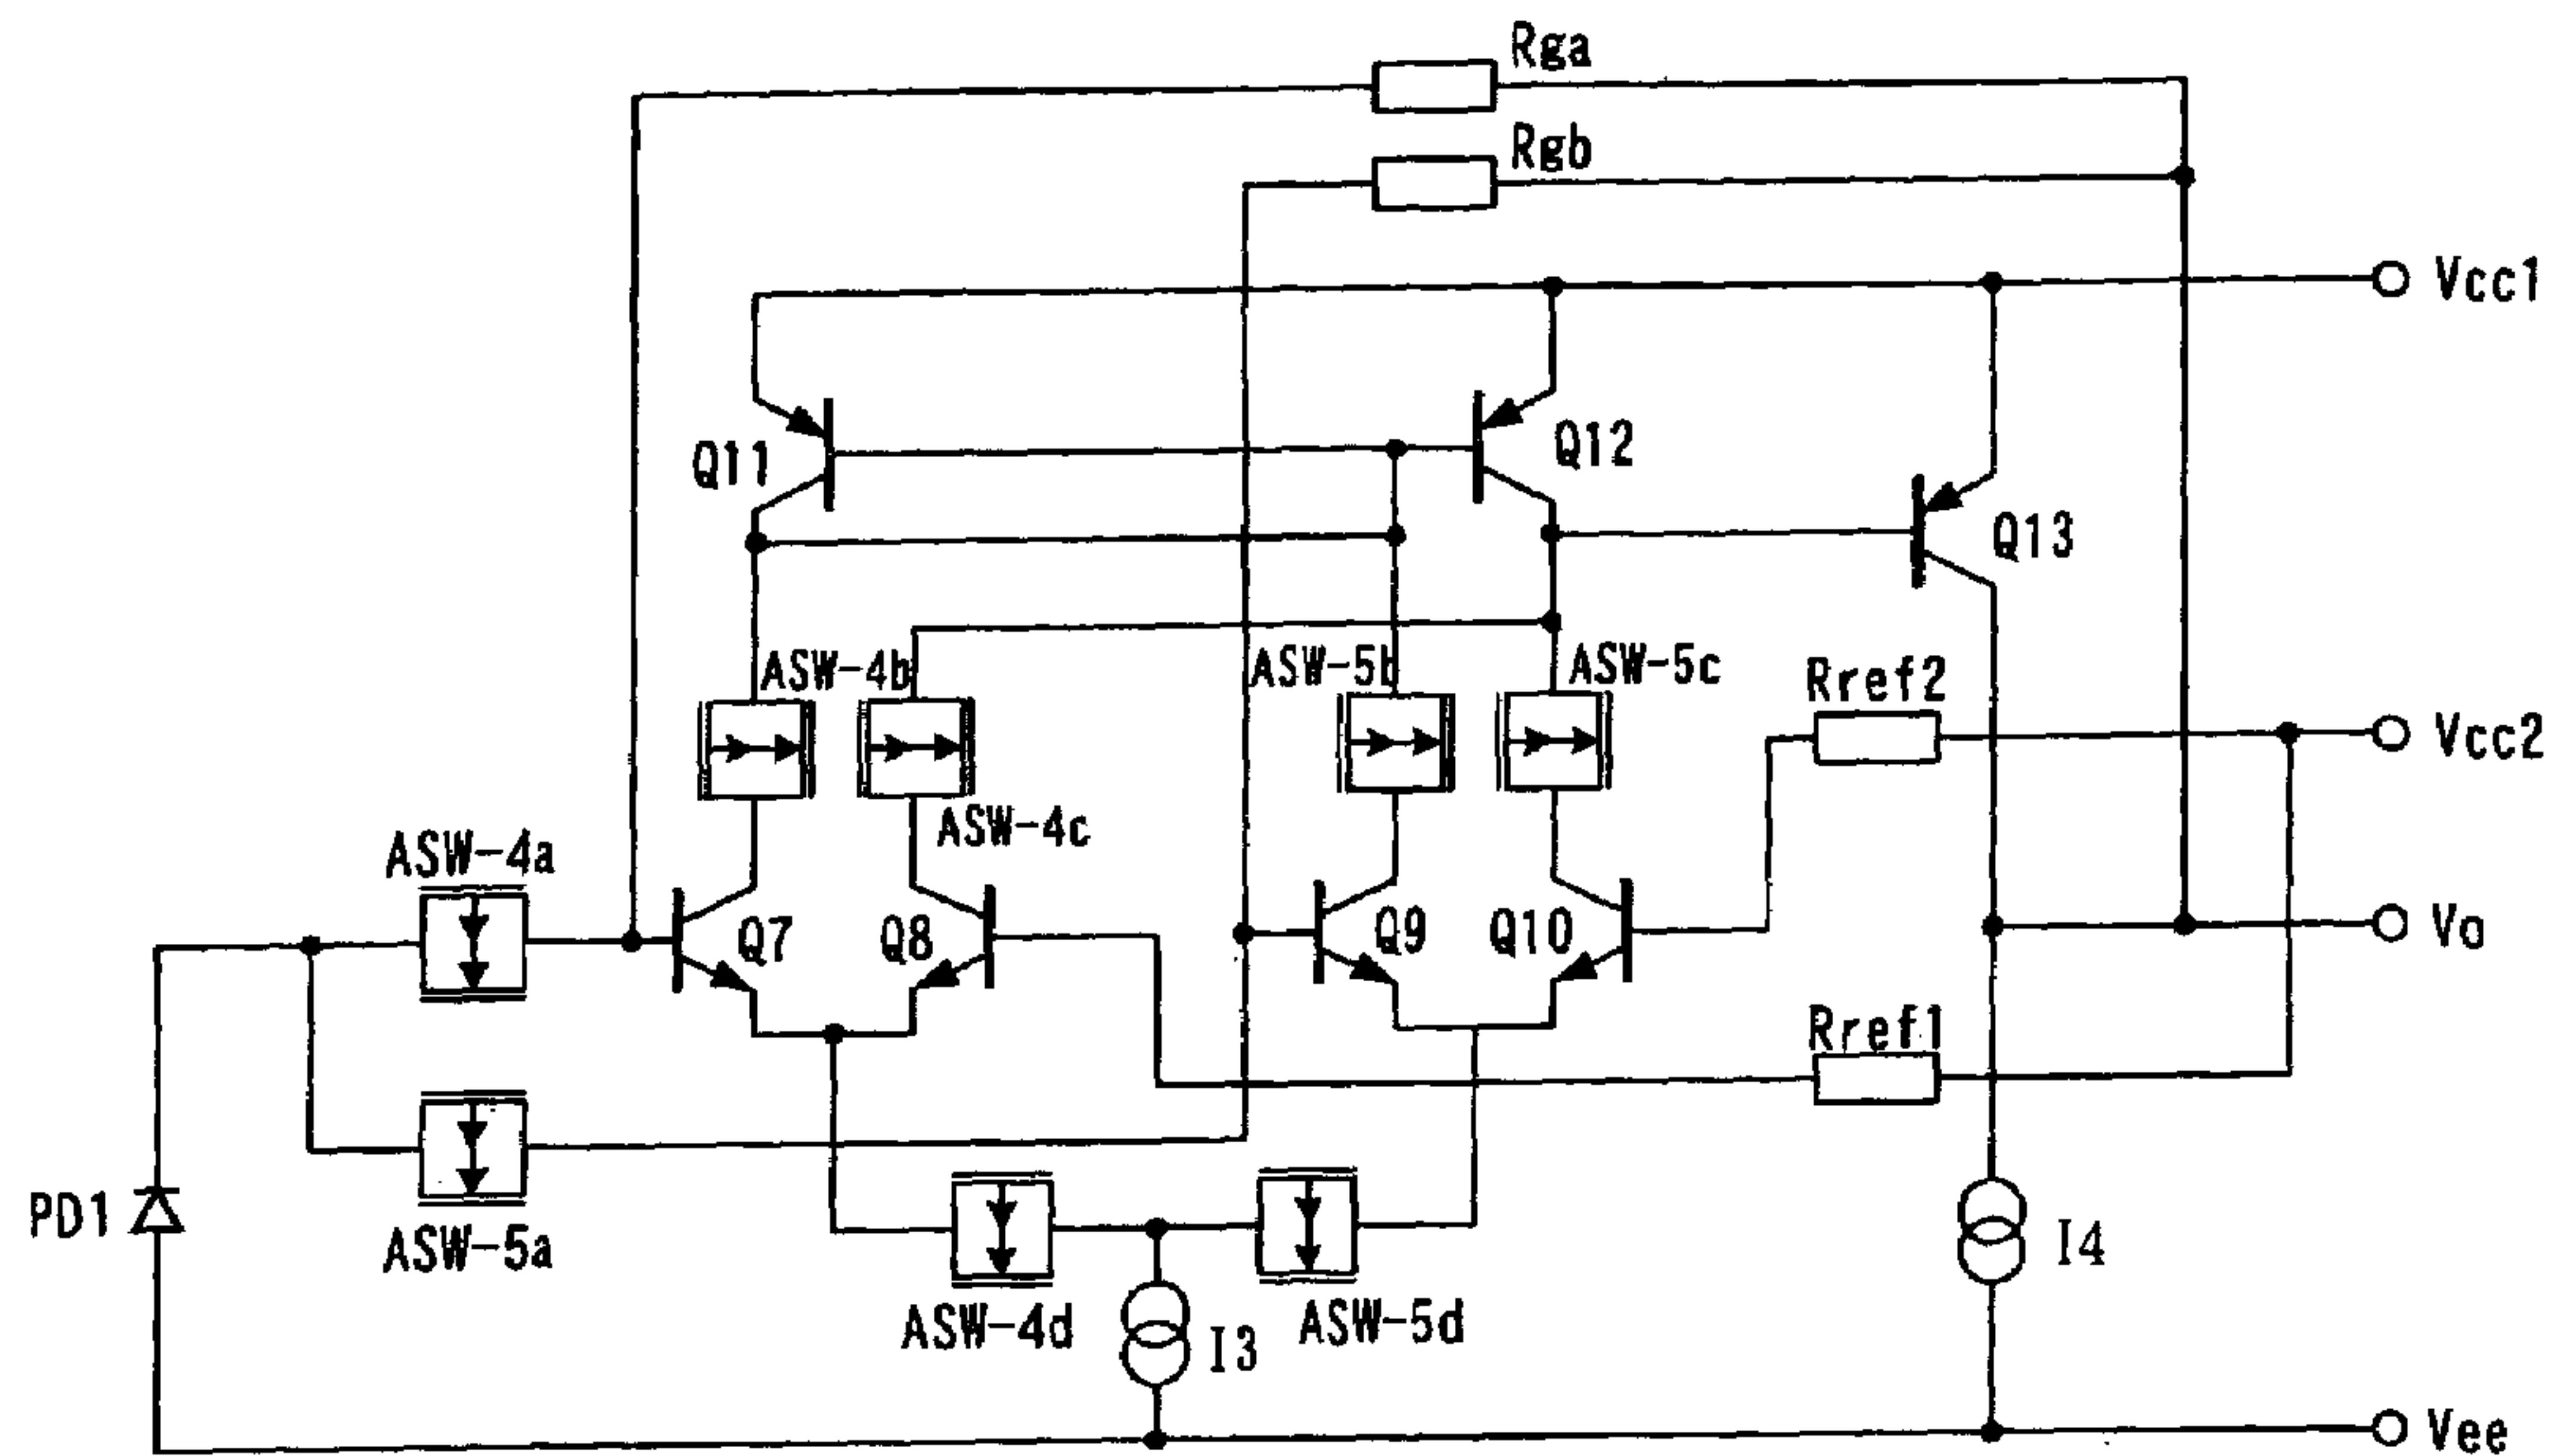 Rga
Rgb
Vcc1
Q11
Q12
Q13
ASW-4b
ASW-5b
ASW-5c
Rref2
Vcc2
ASW-4c
ASW-4a
Q7
Q8
Q9
Q10
Vo
Rref1
PD1
ASW-5a
I4
ASW-4d
I3
ASW-5d
Vee